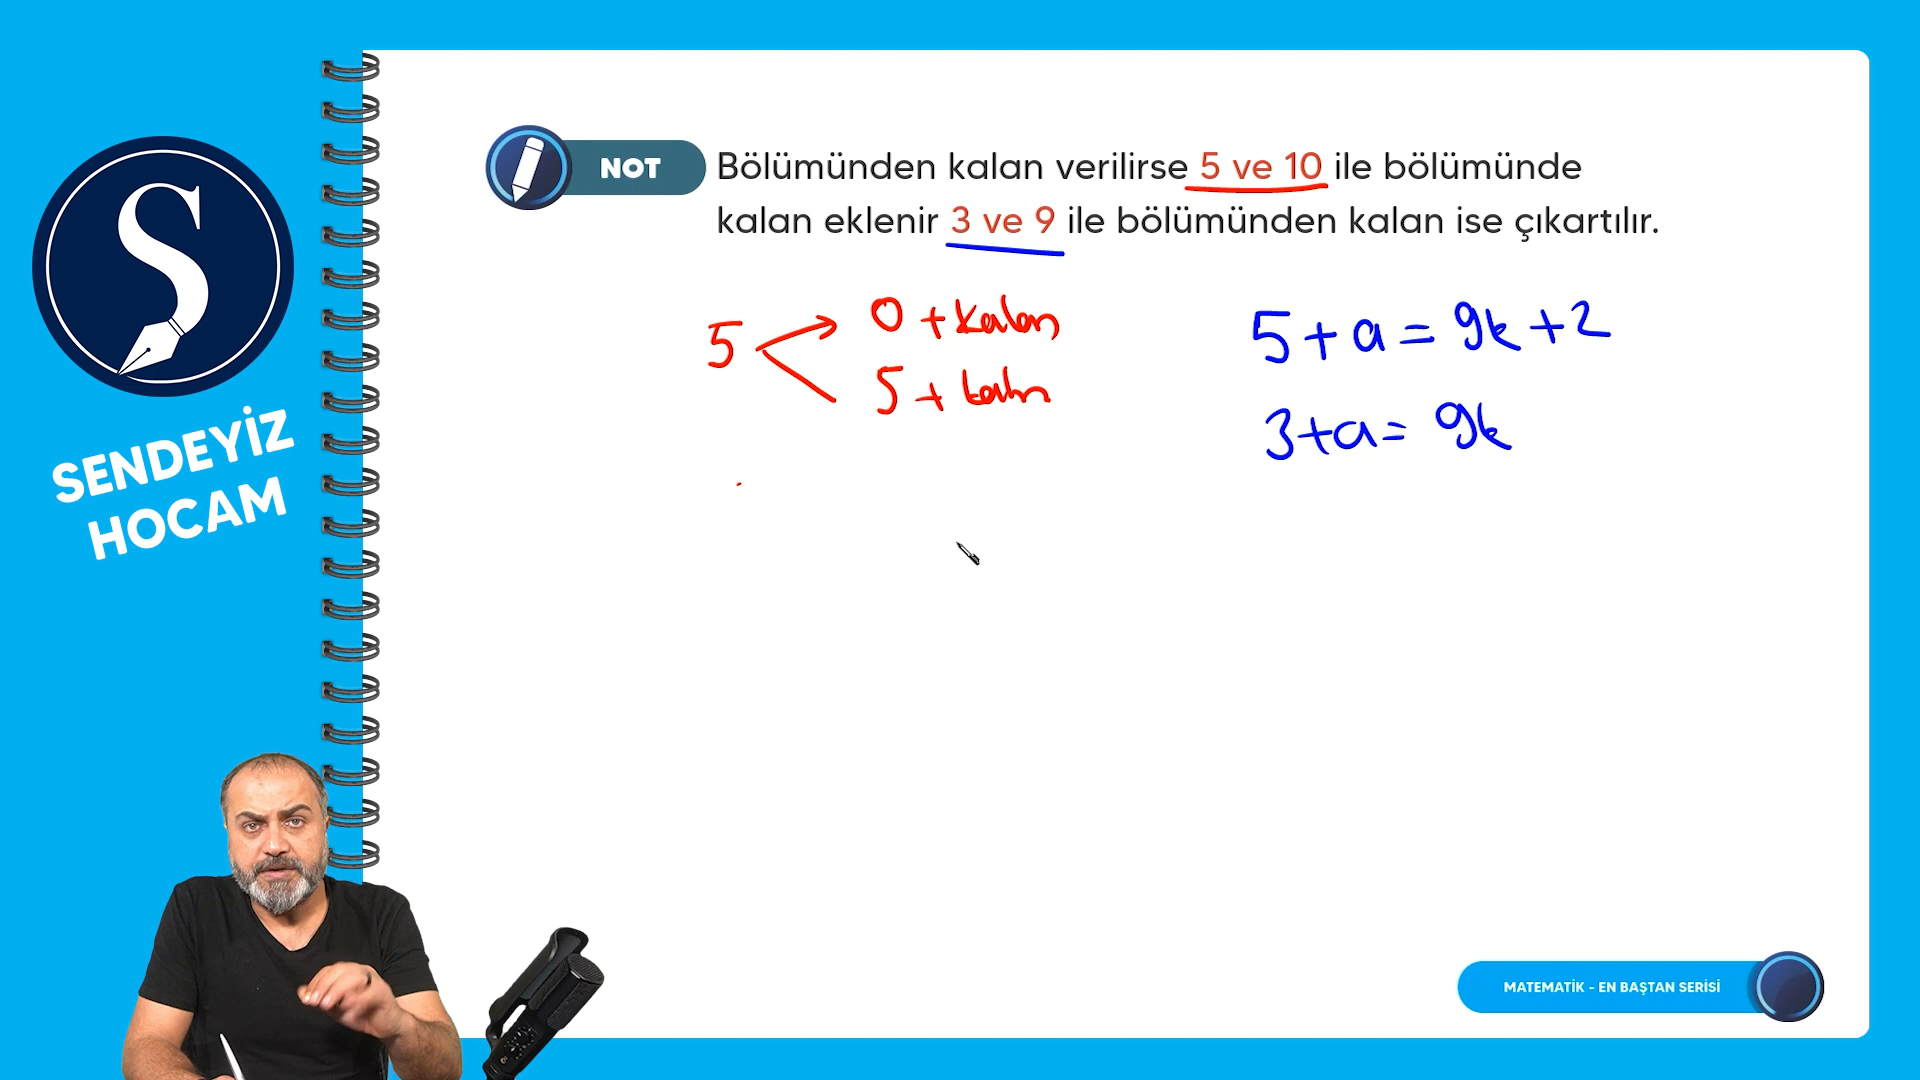 NOT
Bölümünden kalan verilirse 5 ve 10 ile bölümünde
kalan eklenir 3 ve 9 ile bölümünden kalan ise çıkartılır.
5
0 + kalan
5 + kalan
5 + a = 9k + 2
3 + a = 9k
S
SENDEYİZ
HOCAM
MATEMATİK - EN BAŞTAN SERİSİ